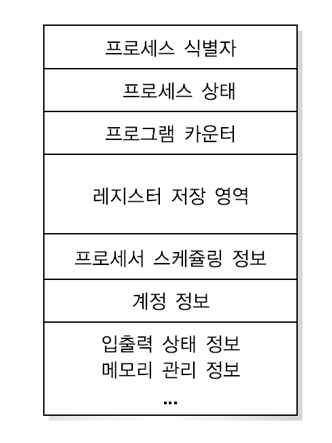 프로세스 식별자
프로세스 상태
프로그램 카운터
레지스터 저장 영역
프로세서 스케쥴링 정보
계정 정보
입출력 상태 정보
메모리 관리 정보
...